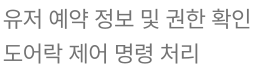 유저 예약 정보 및 권한 확인
도어락 제어 명령 처리